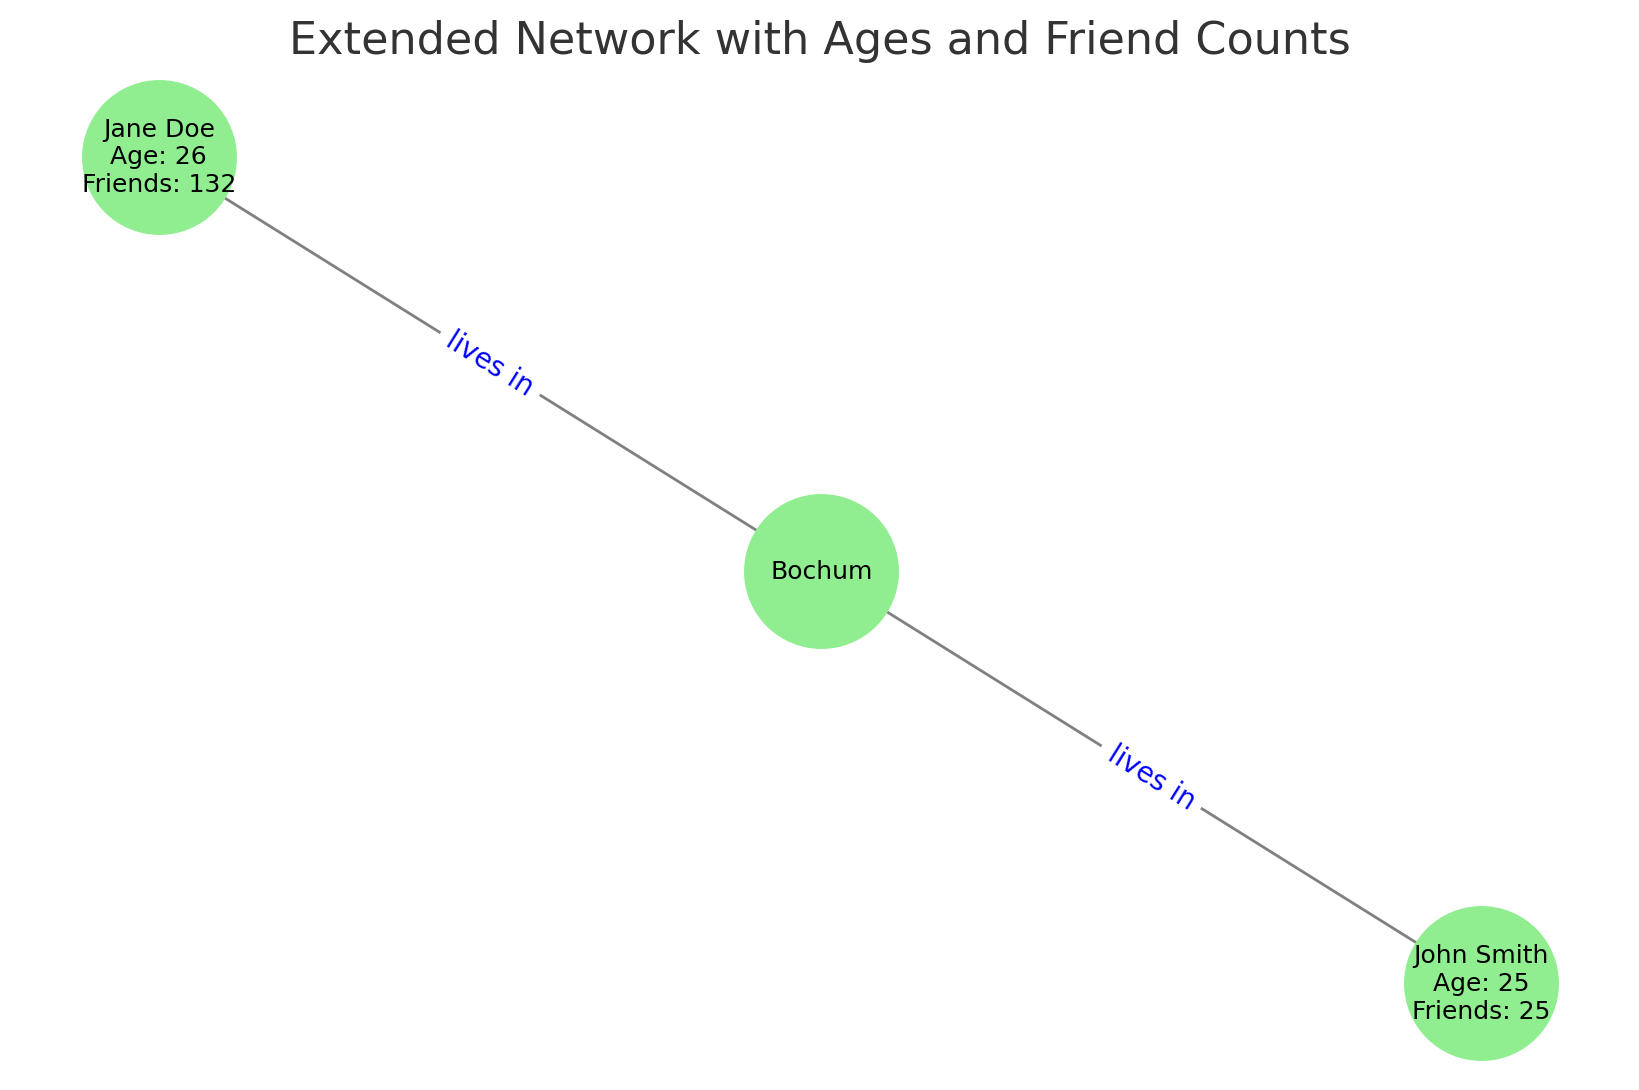 Extended Network with Ages and Friend Counts
Jane Doe
Age: 26
Friends: 132
lives in
Bochum
lives in
John Smith
Age: 25
Friends: 25